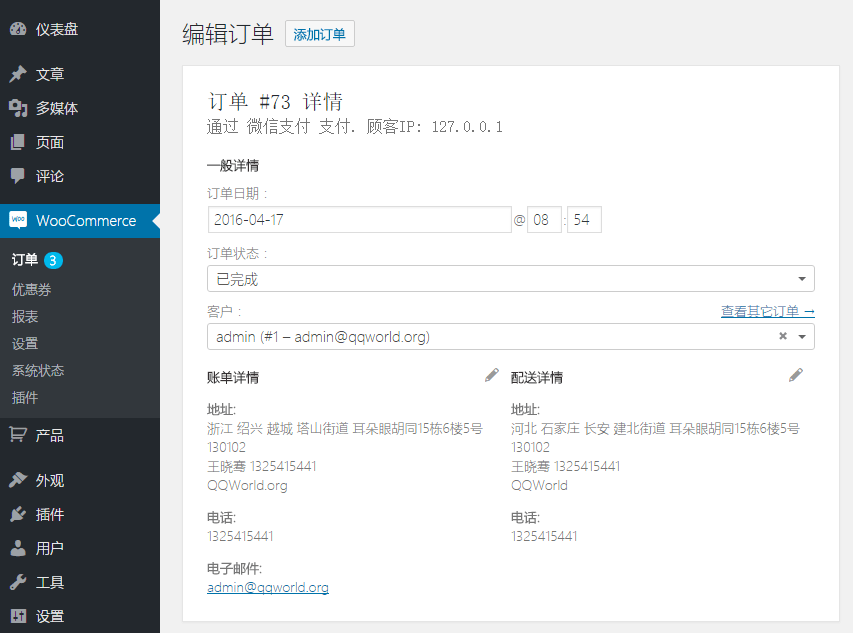 仪表盘
文章
多媒体
页面
评论
woo WooCommerce
订单 3
优惠券
报表
设置
系统状态
插件
产品
外观
插件
用户
工具
设置
编辑订单 添加订单
订单 #73 详情
通过 微信支付 支付. 顾客IP: 127.0.0.1
一般详情
订单日期：
2016-04-17 @ 08 : 54
订单状态：
已完成
客户： 查看其它订单 →
admin (#1 – admin@qqworld.org) ×
账单详情
地址:
浙江 绍兴 越城 塔山街道 耳朵眼胡同15栋6楼5号
130102
王晓骞 1325415441
QQWorld.org
电话:
1325415441
电子邮件:
admin@qqworld.org
配送详情
地址:
河北 石家庄 长安 建北街道 耳朵眼胡同15栋6楼5号
130102
王晓骞 1325415441
QQWorld
电话:
1325415441